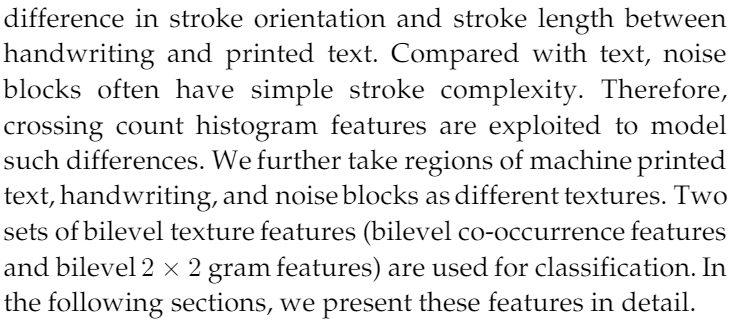 difference in stroke orientation and stroke length between
handwriting and printed text. Compared with text, noise
blocks often have simple stroke complexity. Therefore,
crossing count histogram features are exploited to model
such differences. We further take regions of machine printed
text, handwriting, and noise blocks as different textures. Two
sets of bilevel texture features (bilevel co-occurrence features
and bilevel 2 × 2 gram features) are used for classification. In
the following sections, we present these features in detail.